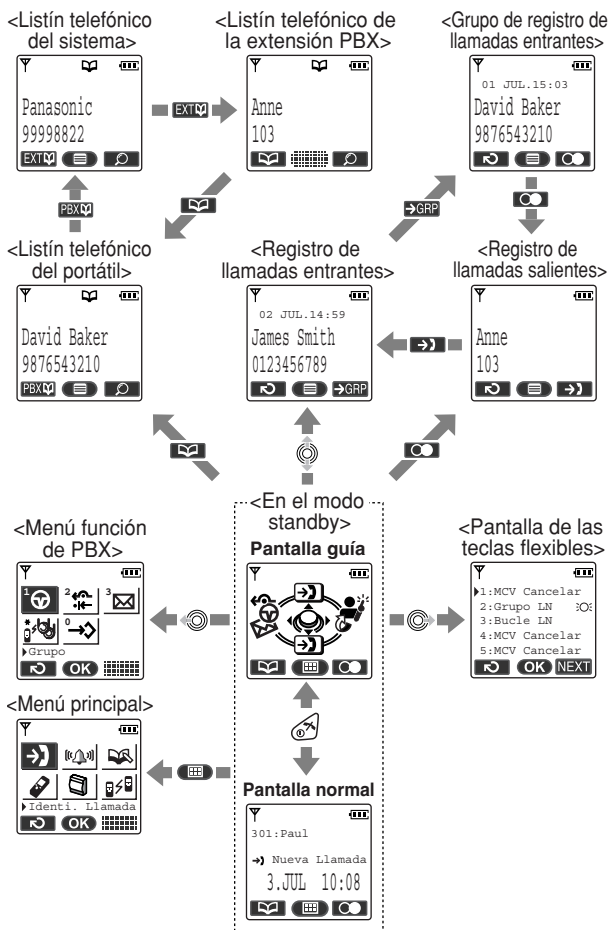 <Listín telefónico
del sistema>
Panasonic
99998822
EXT
EXT
<Listín telefónico de
la extensión PBX>
Anne
103
<Grupo de registro de
llamadas entrantes>
01 JUL.15:03
David Baker
9876543210
PBX
→GRP
<Listín telefónico
del portátil>
David Baker
9876543210
PBX
<Registro de
llamadas entrantes>
02 JUL.14:59
James Smith
0123456789
→GRP
<Registro de
llamadas salientes>
Anne
103
<Menú función
de PBX>
1
2
3
*
0
Grupo
OK
<En el modo
standby>
Pantalla guía
<Pantalla de las
teclas flexibles>
1:MCV Cancelar
2:Grupo LN
3:Bucle LN
4:MCV Cancelar
5:MCV Cancelar
OK NEXT
<Menú principal>
Identi. Llamada
OK
Pantalla normal
301:Paul
Nueva Llamada
3.JUL 10:08